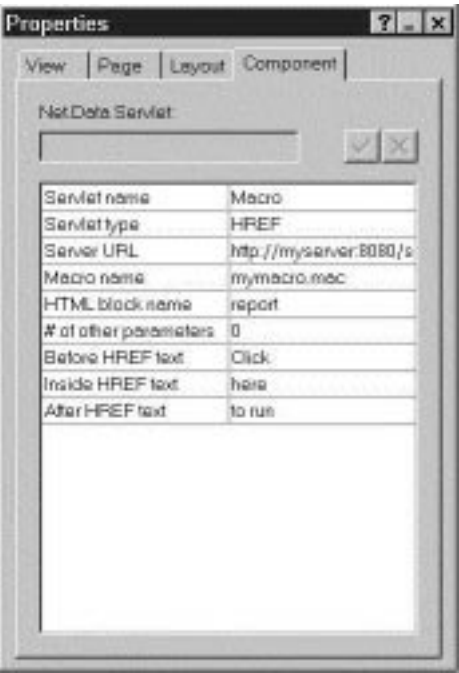 Properties
View Page Layout Component
Net.Data Servlet:
Servlet name Macro
Servlet type HREF
Server URL http://myserver:8080/s
Macro name mymacro.mac
HTML block name report
# of other parameters 0
Before HREF text Click
Inside HREF text here
After HREF text to run